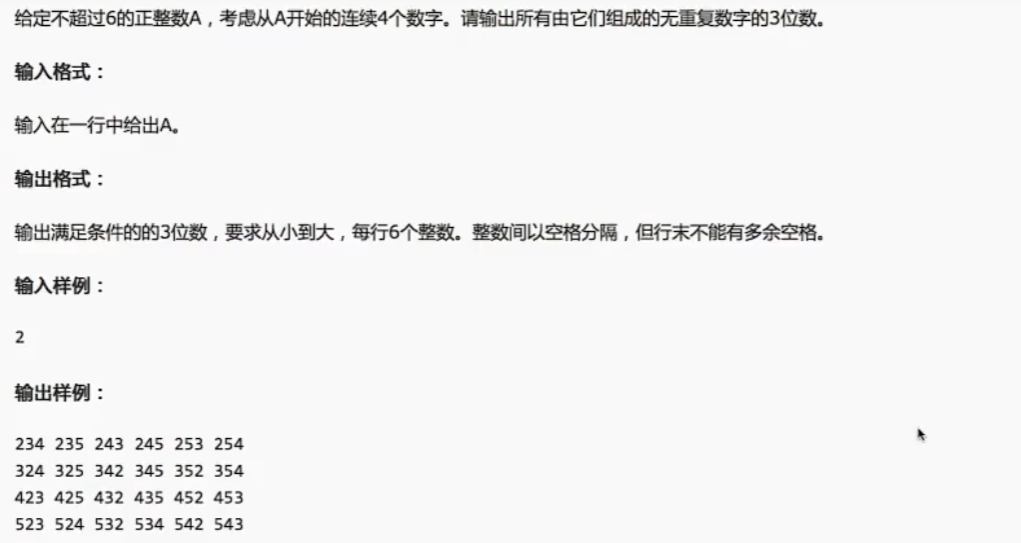 给定不超过6的正整数A，考虑从A开始的连续4个数字。请输出所有由它们组成的无重复数字的3位数。
输入格式：
输入在一行中给出A。
输出格式：
输出满足条件的的3位数，要求从小到大，每行6个整数。整数间以空格分隔，但行末不能有多余空格。
输入样例：
2
输出样例：
234 235 243 245 253 254
324 325 342 345 352 354
423 425 432 435 452 453
523 524 532 534 542 543